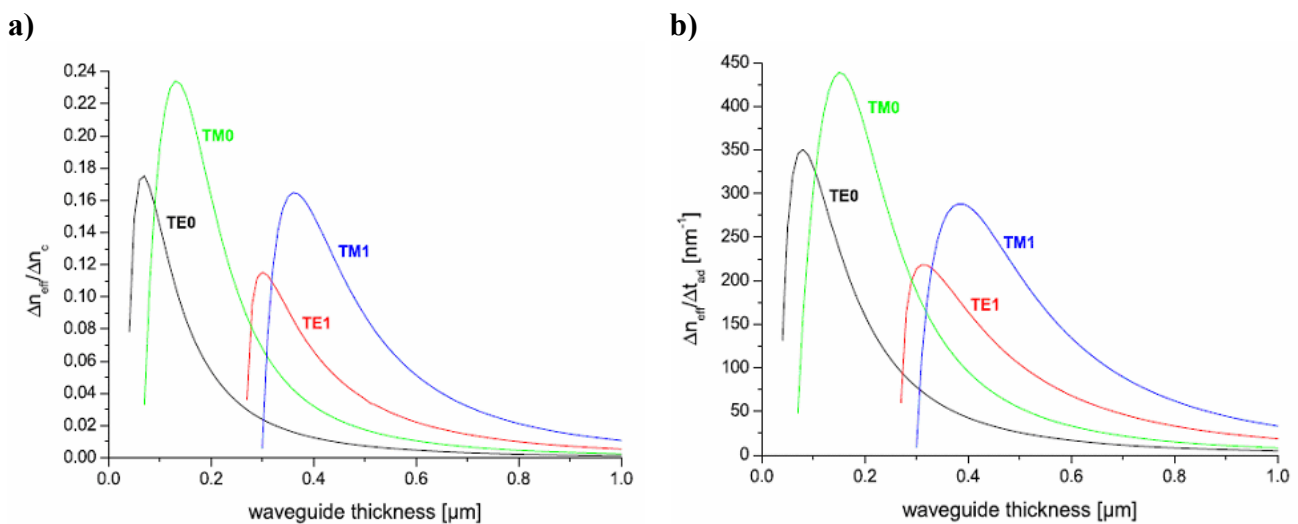 a)
0.24
0.22
0.20
0.18
0.16
0.14
0.12
0.10
0.08
0.06
0.04
0.02
0.00
Δn_eff/Δn_c
TM0
TE0
TM1
TE1
0.0 0.2 0.4 0.6 0.8 1.0
waveguide thickness [µm]
b)
450
400
350
300
250
200
150
100
50
0
Δn_eff/Δt_ad [nm⁻¹]
TM0
TE0
TM1
TE1
0.0 0.2 0.4 0.6 0.8 1.0
waveguide thickness [µm]